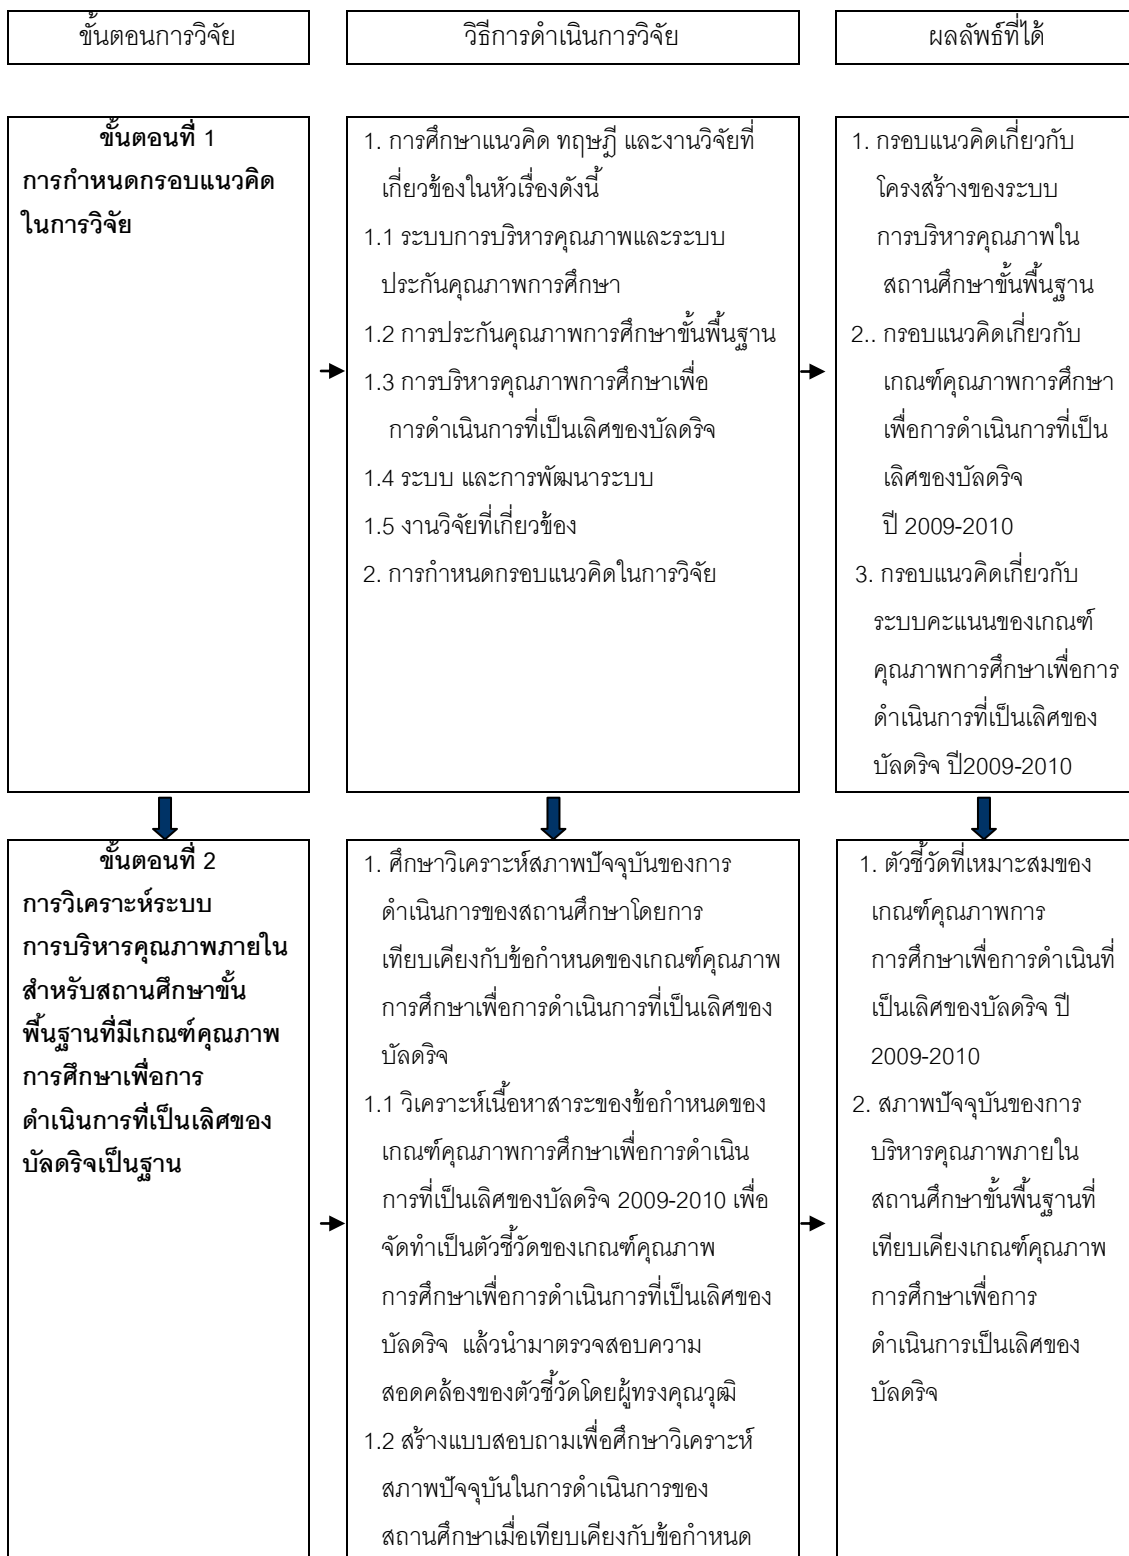 ขั้นตอนการวิจัย
วิธีการดำเนินการวิจัย
ผลลัพธ์ที่ได้
ขั้นตอนที่ 1
การกำหนดกรอบแนวคิด
ในการวิจัย
1. การศึกษาแนวคิด ทฤษฎี และงานวิจัยที่
เกี่ยวข้องในหัวเรื่องดังนี้
1.1 ระบบการบริหารคุณภาพและระบบ
ประกันคุณภาพการศึกษา
1.2 การประกันคุณภาพการศึกษาขั้นพื้นฐาน
1.3 การบริหารคุณภาพการศึกษาเพื่อ
การดำเนินการที่เป็นเลิศของบัลดริจ
1.4 ระบบ และการพัฒนาระบบ
1.5 งานวิจัยที่เกี่ยวข้อง
2. การกำหนดกรอบแนวคิดในการวิจัย
1. กรอบแนวคิดเกี่ยวกับ
โครงสร้างของระบบ
การบริหารคุณภาพใน
สถานศึกษาขั้นพื้นฐาน
2.. กรอบแนวคิดเกี่ยวกับ
เกณฑ์คุณภาพการศึกษา
เพื่อการดำเนินการที่เป็น
เลิศของบัลดริจ
ปี 2009-2010
3. กรอบแนวคิดเกี่ยวกับ
ระบบคะแนนของเกณฑ์
คุณภาพการศึกษาเพื่อการ
ดำเนินการที่เป็นเลิศของ
บัลดริจ ปี2009-2010
ขั้นตอนที่ 2
การวิเคราะห์ระบบ
การบริหารคุณภาพภายใน
สำหรับสถานศึกษาขั้น
พื้นฐานที่มีเกณฑ์คุณภาพ
การศึกษาเพื่อการ
ดำเนินการที่เป็นเลิศของ
บัลดริจเป็นฐาน
1. ศึกษาวิเคราะห์สภาพปัจจุบันของการ
ดำเนินการของสถานศึกษาโดยการ
เทียบเคียงกับข้อกำหนดของเกณฑ์คุณภาพ
การศึกษาเพื่อการดำเนินการที่เป็นเลิศของ
บัลดริจ
1.1 วิเคราะห์เนื้อหาสาระของข้อกำหนดของ
เกณฑ์คุณภาพการศึกษาเพื่อการดำเนิน
การที่เป็นเลิศของบัลดริจ 2009-2010 เพื่อ
จัดทำเป็นตัวชี้วัดของเกณฑ์คุณภาพ
การศึกษาเพื่อการดำเนินการที่เป็นเลิศของ
บัลดริจ แล้วนำมาตรวจสอบความ
สอดคล้องของตัวชี้วัดโดยผู้ทรงคุณวุฒิ
1.2 สร้างแบบสอบถามเพื่อศึกษาวิเคราะห์
สภาพปัจจุบันในการดำเนินการของ
สถานศึกษาเมื่อเทียบเคียงกับข้อกำหนด
1. ตัวชี้วัดที่เหมาะสมของ
เกณฑ์คุณภาพการ
การศึกษาเพื่อการดำเนินที่
เป็นเลิศของบัลดริจ ปี
2009-2010
2. สภาพปัจจุบันของการ
บริหารคุณภาพภายใน
สถานศึกษาขั้นพื้นฐานที่
เทียบเคียงเกณฑ์คุณภาพ
การศึกษาเพื่อการ
ดำเนินการเป็นเลิศของ
บัลดริจ